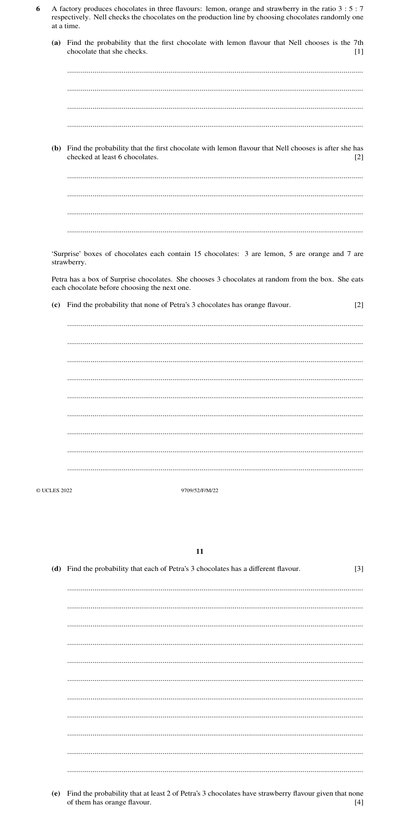 6 A factory produces chocolates in three flavours: lemon, orange and strawberry in the ratio 3 : 5 : 7
respectively. Nell checks the chocolates on the production line by choosing chocolates randomly one
at a time.
(a) Find the probability that the first chocolate with lemon flavour that Nell chooses is the 7th
chocolate that she checks. [1]
(b) Find the probability that the first chocolate with lemon flavour that Nell chooses is after she has
checked at least 6 chocolates. [2]
‘Surprise’ boxes of chocolates each contain 15 chocolates: 3 are lemon, 5 are orange and 7 are
strawberry.
Petra has a box of Surprise chocolates. She chooses 3 chocolates at random from the box. She eats
each chocolate before choosing the next one.
(c) Find the probability that none of Petra’s 3 chocolates has orange flavour. [2]
© UCLES 2022 9709/52/F/M/22
11
(d) Find the probability that each of Petra’s 3 chocolates has a different flavour. [3]
(e) Find the probability that at least 2 of Petra’s 3 chocolates have strawberry flavour given that none
of them has orange flavour. [4]